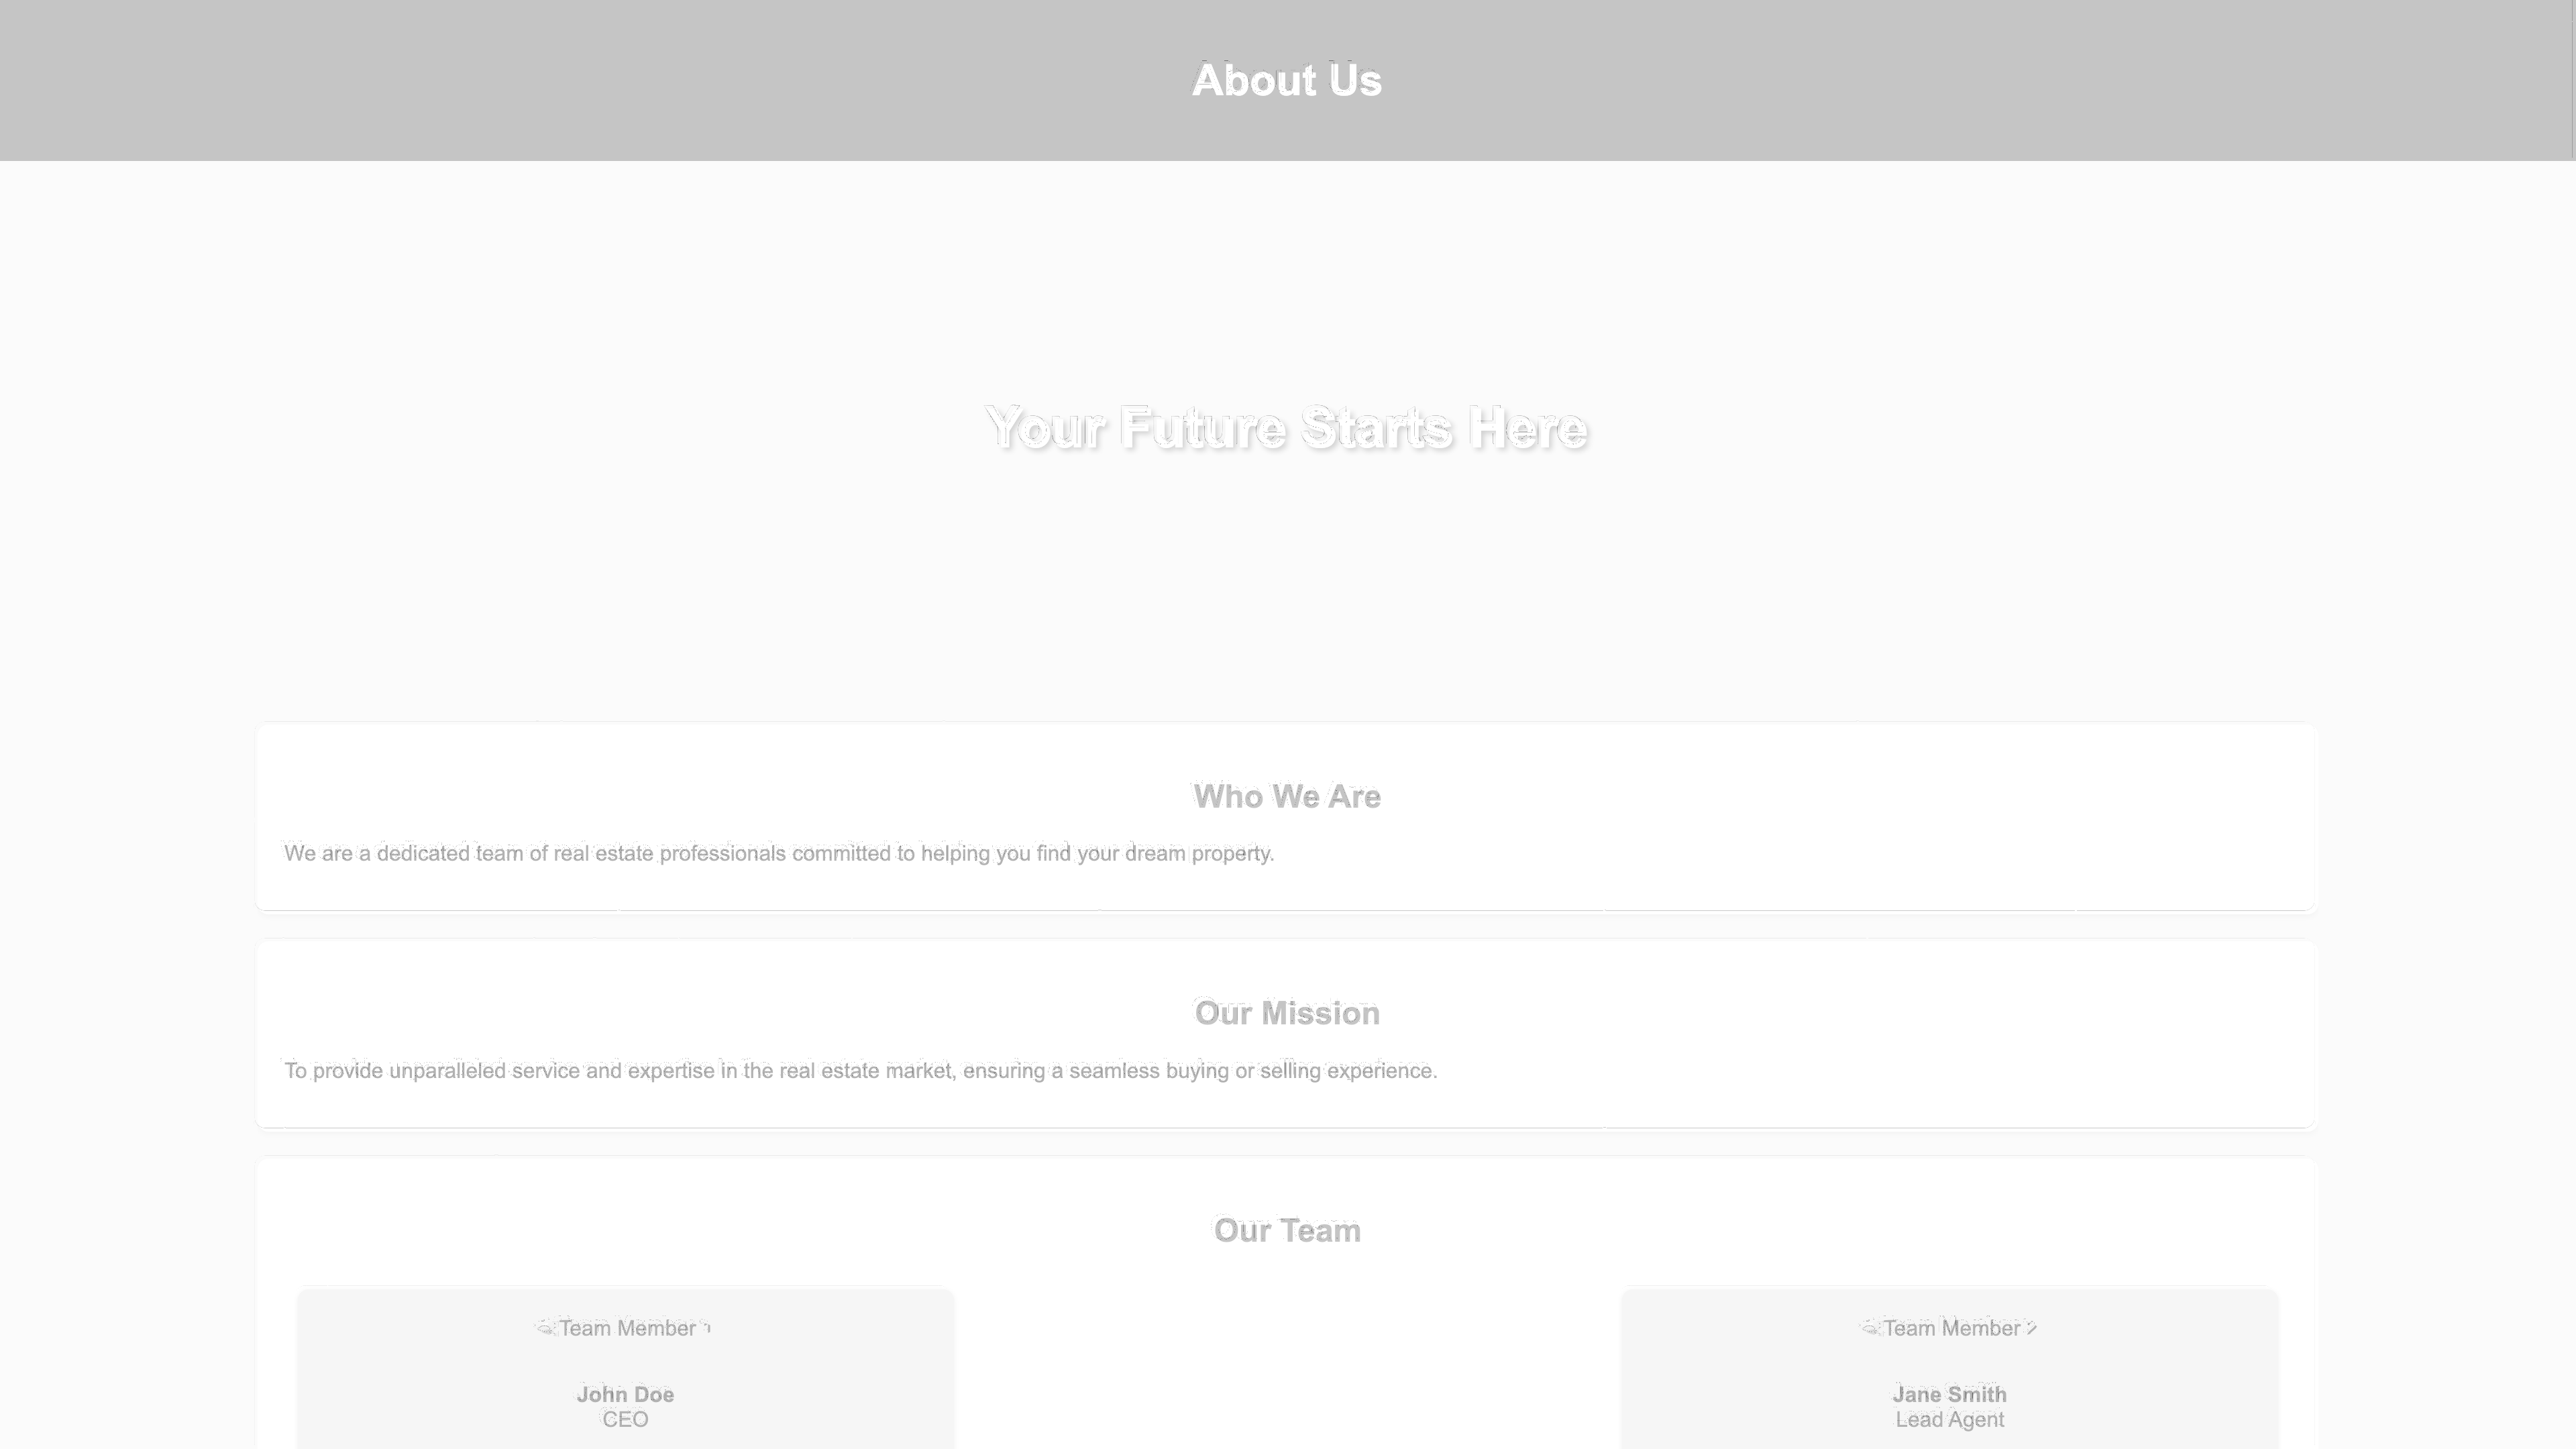 About Us
Your Future Starts Here
Who We Are
We are a dedicated team of real estate professionals committed to helping you find your dream property.
Our Mission
To provide unparalleled service and expertise in the real estate market, ensuring a seamless buying or selling experience.
Our Team
Team Member
Team Member
John Doe
Jane Smith
CEO
Lead Agent